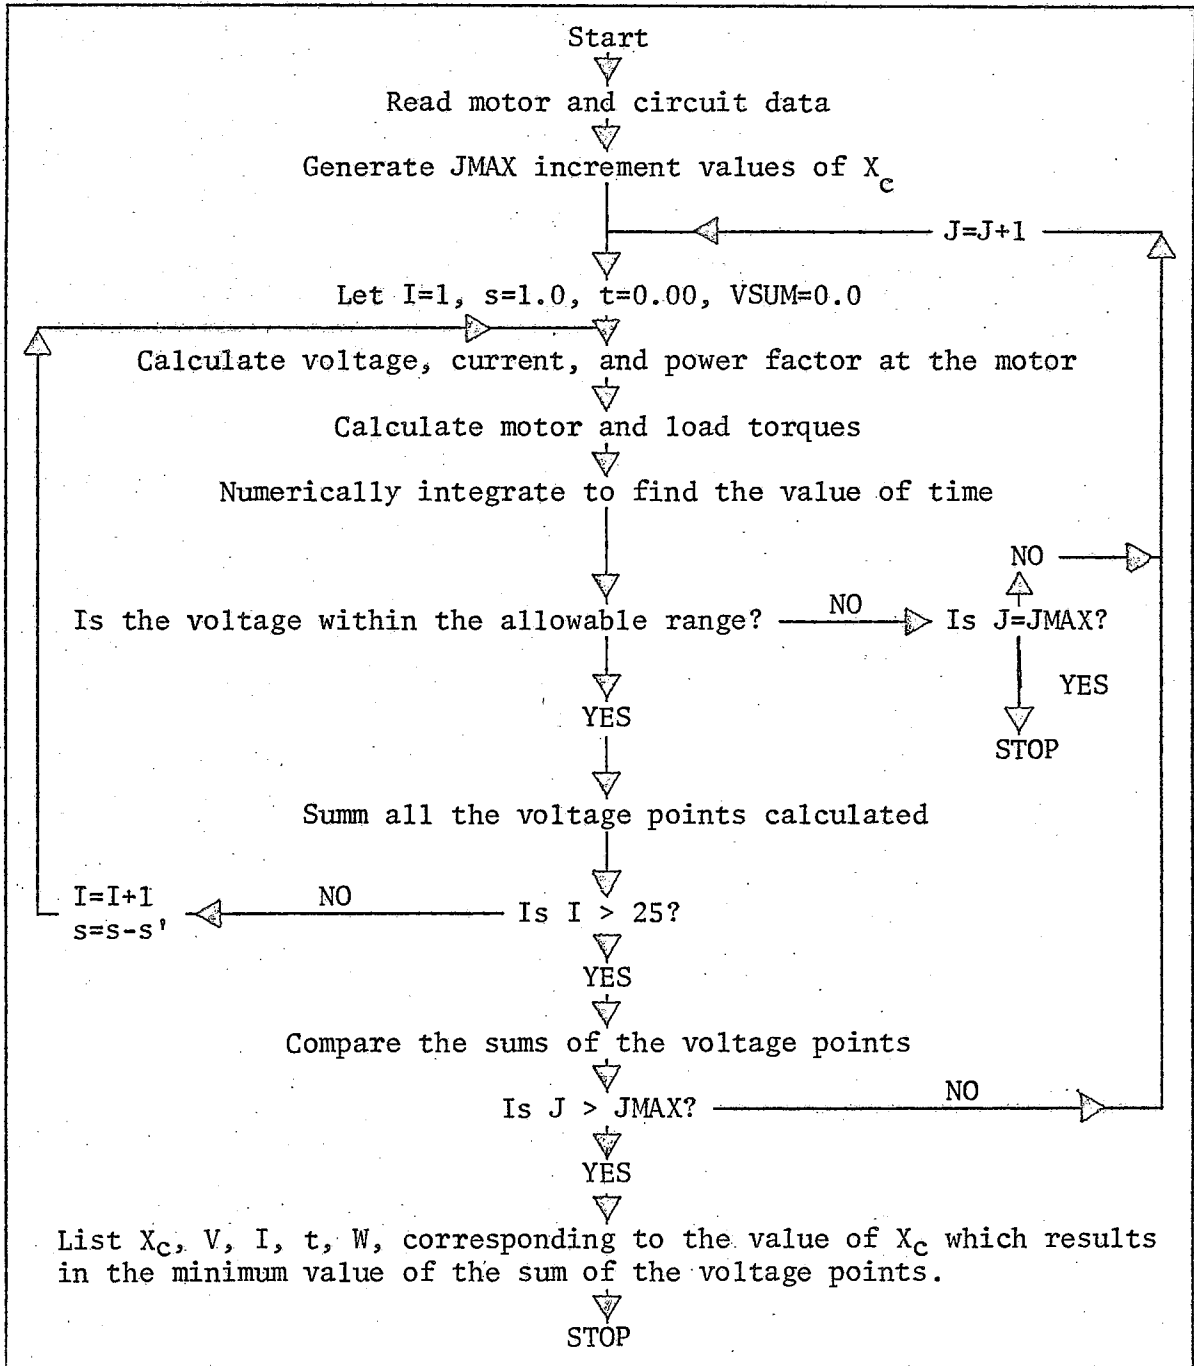 Start
Read motor and circuit data
Generate JMAX increment values of Xc
J=J+1
Let I=1, s=1.0, t=0.00, VSUM=0.0
Calculate voltage, current, and power factor at the motor
Calculate motor and load torques
Numerically integrate to find the value of time
NO
Is the voltage within the allowable range?
NO
Is J=JMAX?
YES
YES
STOP
Summ all the voltage points calculated
I=I+1
s=s-s'
NO
Is I > 25?
YES
Compare the sums of the voltage points
Is J > JMAX?
NO
YES
List Xc, V, I, t, W, corresponding to the value of Xc which results
in the minimum value of the sum of the voltage points.
STOP